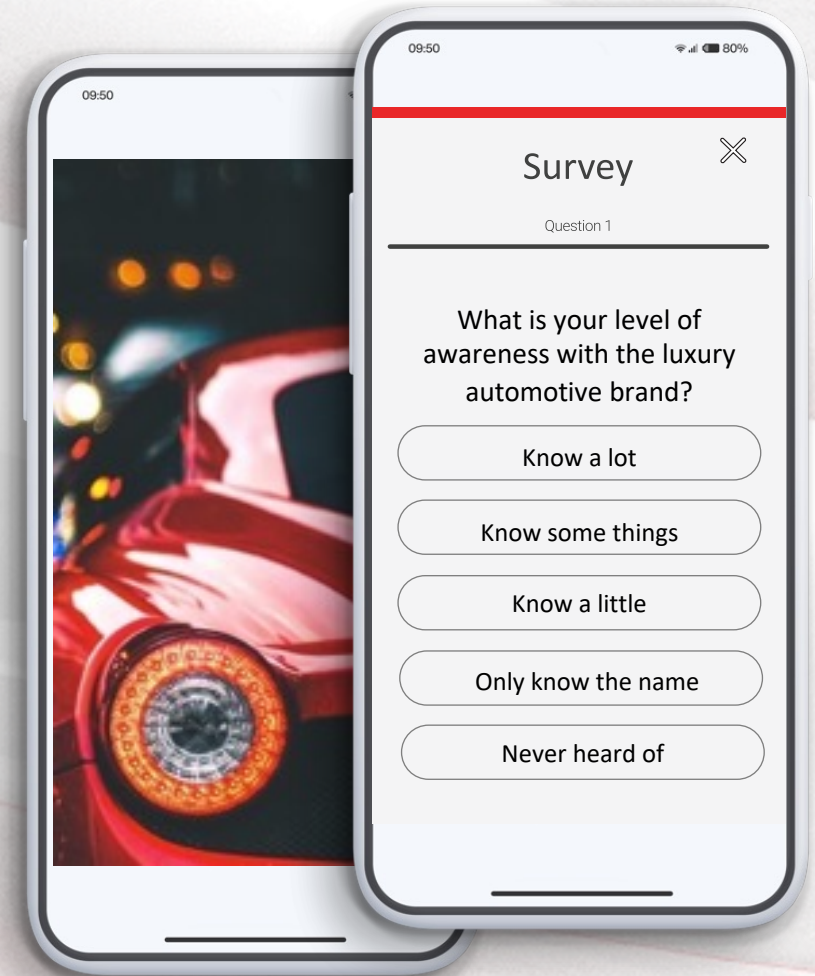 09:50
09:50
80%
Survey
Question 1
What is your level of
awareness with the luxury
automotive brand?
Know a lot
Know some things
Know a little
Only know the name
Never heard of